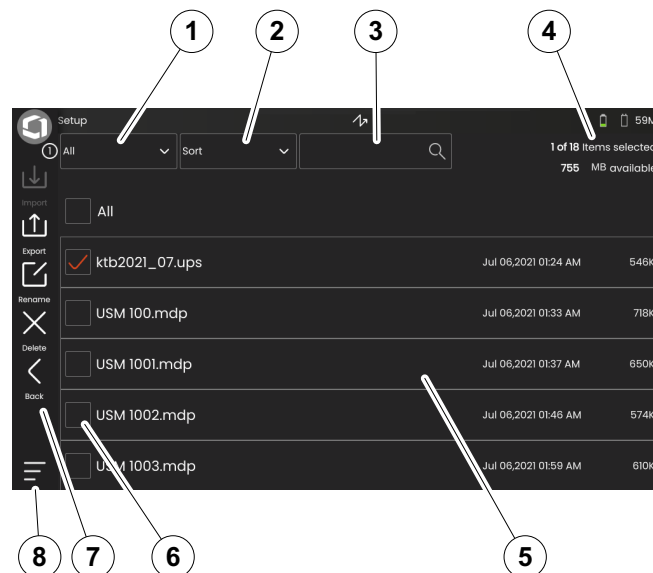 1 2 3 4
Setup 59M
1 All Sort 1 of 18 Items selected
755 MB available
Import
All
Export
ktb2021_07.ups Jul 06,2021 01:24 AM 546K
Rename
USM 100.mdp Jul 06,2021 01:33 AM 718K
Delete
USM 1001.mdp Jul 06,2021 01:37 AM 650K
Back
USM 1002.mdp Jul 06,2021 01:46 AM 574K
USM 1003.mdp Jul 06,2021 01:59 AM 610K
8 7 6 5